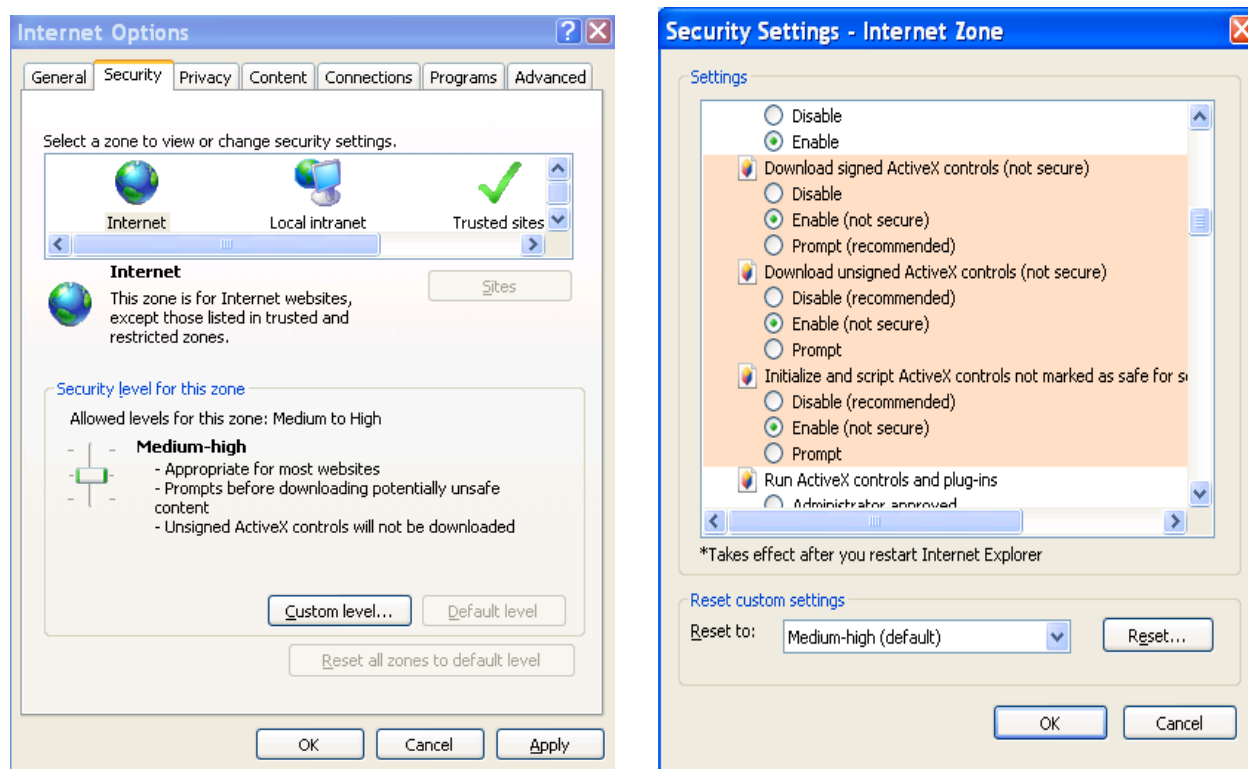 Internet Options
General Security Privacy Content Connections Programs Advanced
Select a zone to view or change security settings.
Internet Local intranet Trusted sites
Internet
Sites
This zone is for Internet websites,
except those listed in trusted and
restricted zones.
Security level for this zone
Allowed levels for this zone: Medium to High
Medium-high
- Appropriate for most websites
- Prompts before downloading potentially unsafe
content
- Unsigned ActiveX controls will not be downloaded
Custom level... Default level
Reset all zones to default level
OK Cancel Apply
Security Settings - Internet Zone
Settings
Disable
Enable
Download signed ActiveX controls (not secure)
Disable
Enable (not secure)
Prompt (recommended)
Download unsigned ActiveX controls (not secure)
Disable (recommended)
Enable (not secure)
Prompt
Initialize and script ActiveX controls not marked as safe for
Disable (recommended)
Enable (not secure)
Prompt
Run ActiveX controls and plug-ins
Administrator approved
*Takes effect after you restart Internet Explorer
Reset custom settings
Reset to: Medium-high (default) Reset...
OK Cancel